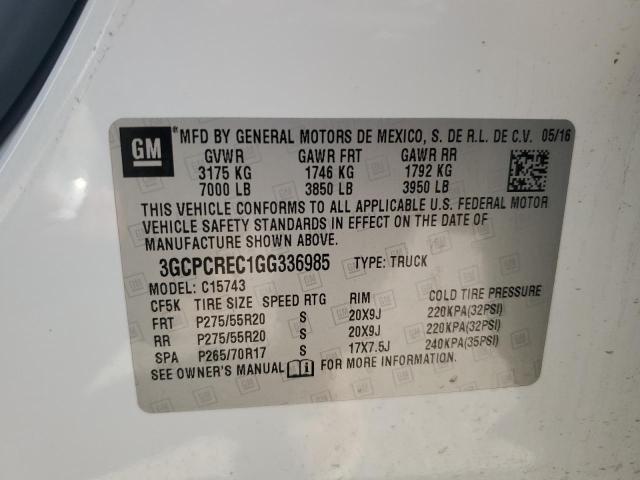 GM MFD BY GENERAL MOTORS DE MEXICO, S. DE R.L. DE C.V. 05/16
GVWR GAWR FRT GAWR RR
3175 KG 1746 KG 1792 KG
7000 LB 3850 LB 3950 LB
THIS VEHICLE CONFORMS TO ALL APPLICABLE U.S. FEDERAL MOTOR
VEHICLE SAFETY STANDARDS IN EFFECT ON THE DATE OF
MANUFACTURE SHOWN ABOVE.
3GCPCREC1GG336985 TYPE: TRUCK
MODEL: C15743
CF5K TIRE SIZE SPEED RTG RIM COLD TIRE PRESSURE
FRT P275/55R20 S 20X9J 220KPA(32PSI)
RR P275/55R20 S 20X9J 220KPA(32PSI)
SPA P265/70R17 S 17X7.5J 240KPA(35PSI)
SEE OWNER'S MANUAL i FOR MORE INFORMATION.